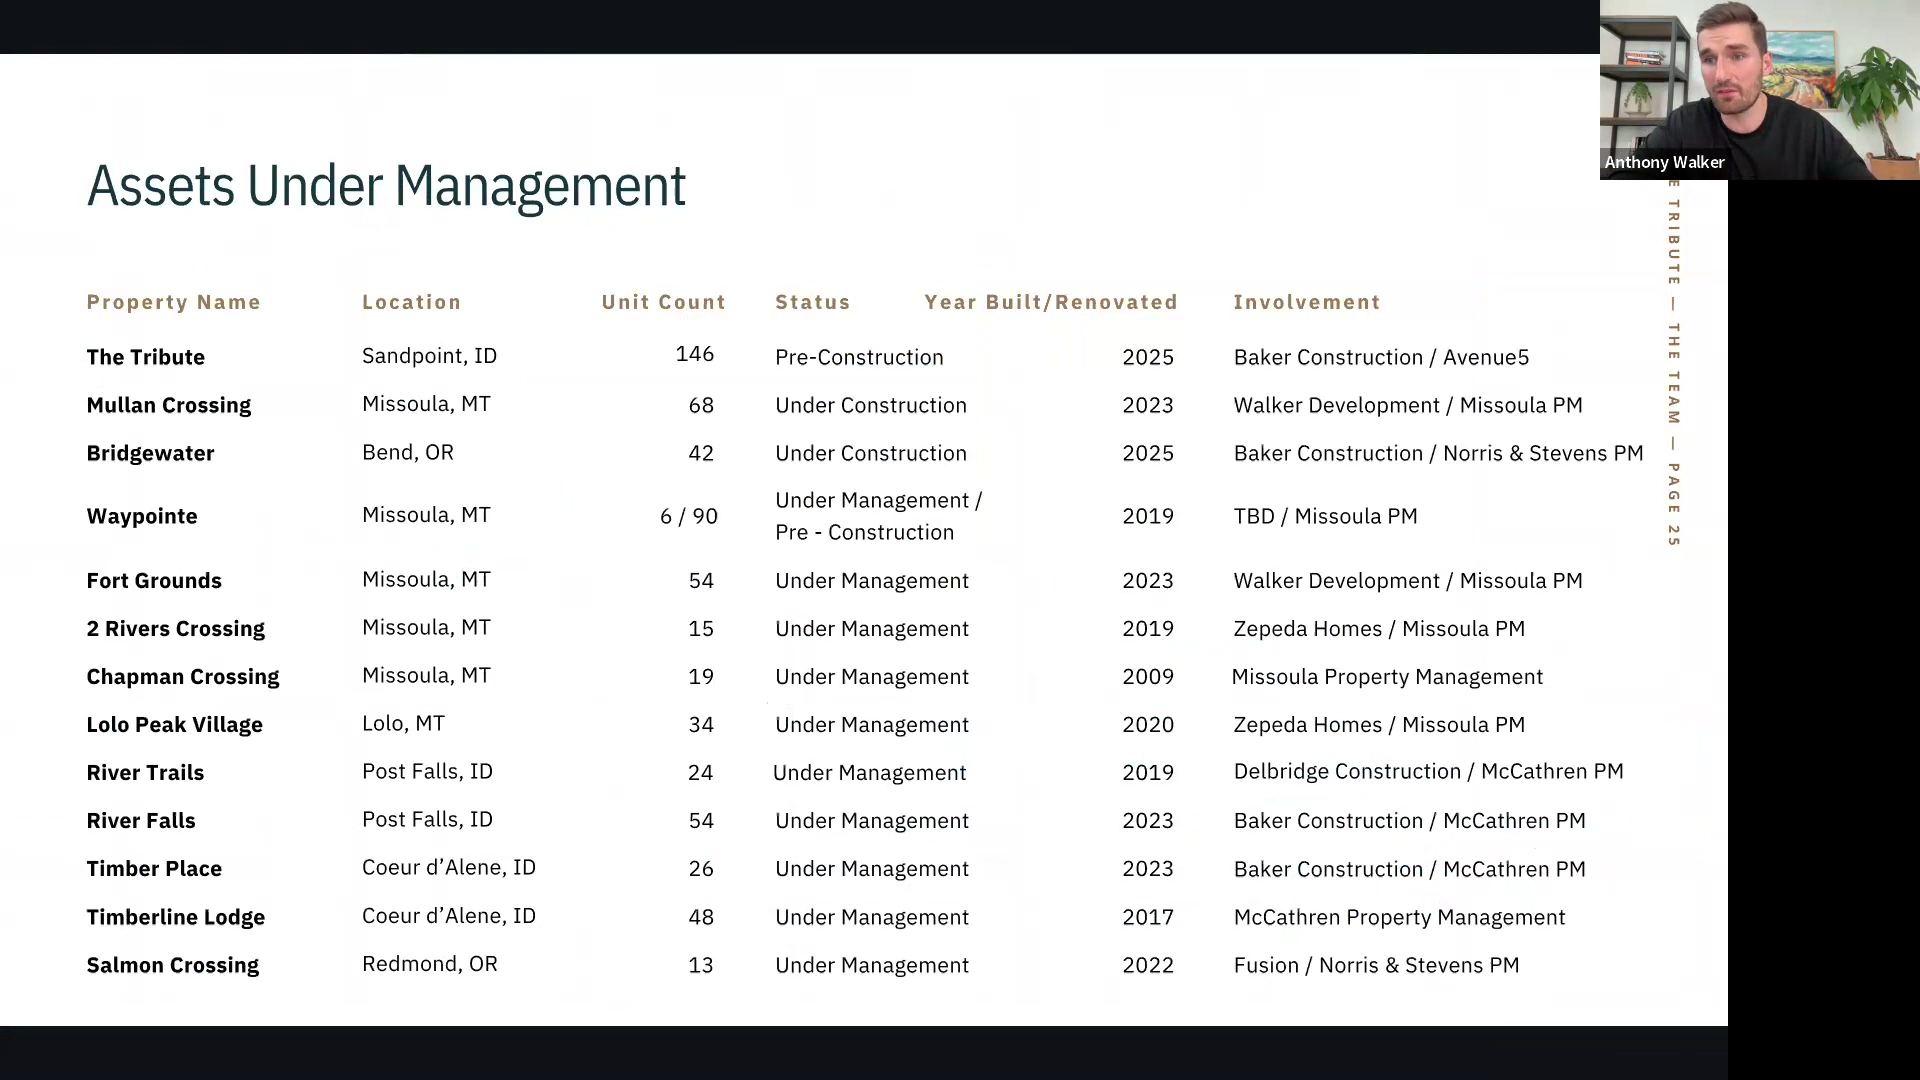 Anthony Walker
Assets Under Management
Property Name Location Unit Count Status Year Built/Renovated Involvement
The Tribute Sandpoint, ID 146 Pre-Construction 2025 Baker Construction / Avenue5
Mullan Crossing Missoula, MT 68 Under Construction 2023 Walker Development / Missoula PM
Bridgewater Bend, OR 42 Under Construction 2025 Baker Construction / Norris & Stevens PM
Waypointe Missoula, MT 6 / 90 Under Management / Pre - Construction 2019 TBD / Missoula PM
Fort Grounds Missoula, MT 54 Under Management 2023 Walker Development / Missoula PM
2 Rivers Crossing Missoula, MT 15 Under Management 2019 Zepeda Homes / Missoula PM
Chapman Crossing Missoula, MT 19 Under Management 2009 Missoula Property Management
Lolo Peak Village Lolo, MT 34 Under Management 2020 Zepeda Homes / Missoula PM
River Trails Post Falls, ID 24 Under Management 2019 Delbridge Construction / McCathren PM
River Falls Post Falls, ID 54 Under Management 2023 Baker Construction / McCathren PM
Timber Place Coeur d’Alene, ID 26 Under Management 2023 Baker Construction / McCathren PM
Timberline Lodge Coeur d’Alene, ID 48 Under Management 2017 McCathren Property Management
Salmon Crossing Redmond, OR 13 Under Management 2022 Fusion / Norris & Stevens PM
TRIBUTE — THE TEAM — PAGE 25